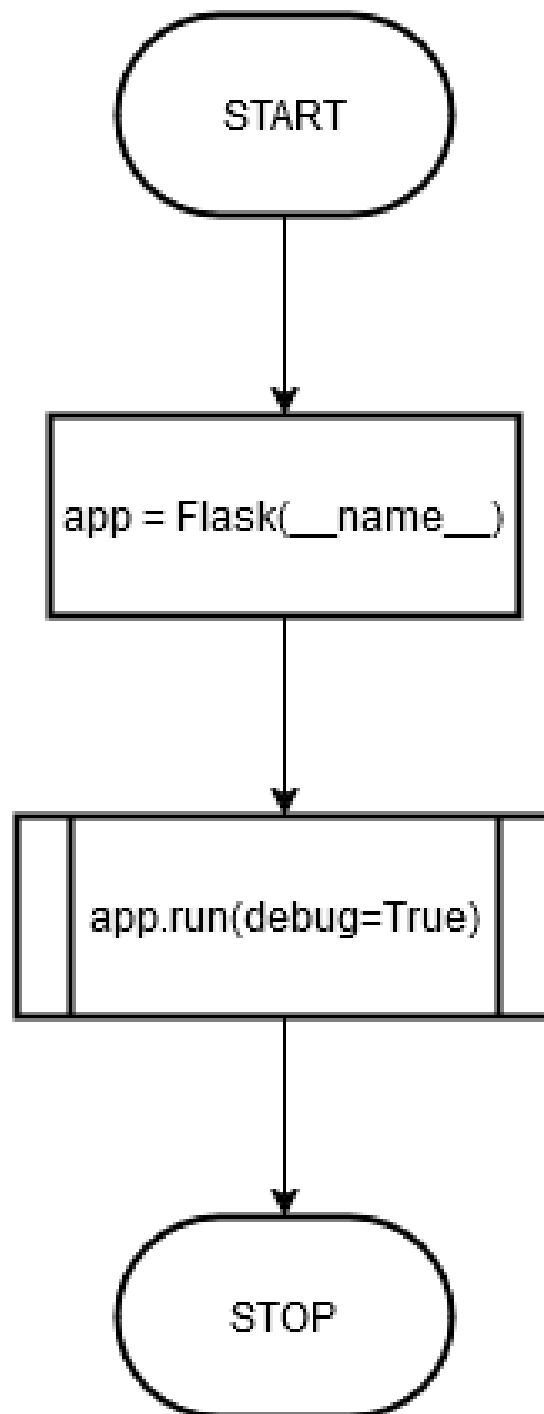 START
app = Flask(__name__)
app.run(debug=True)
STOP